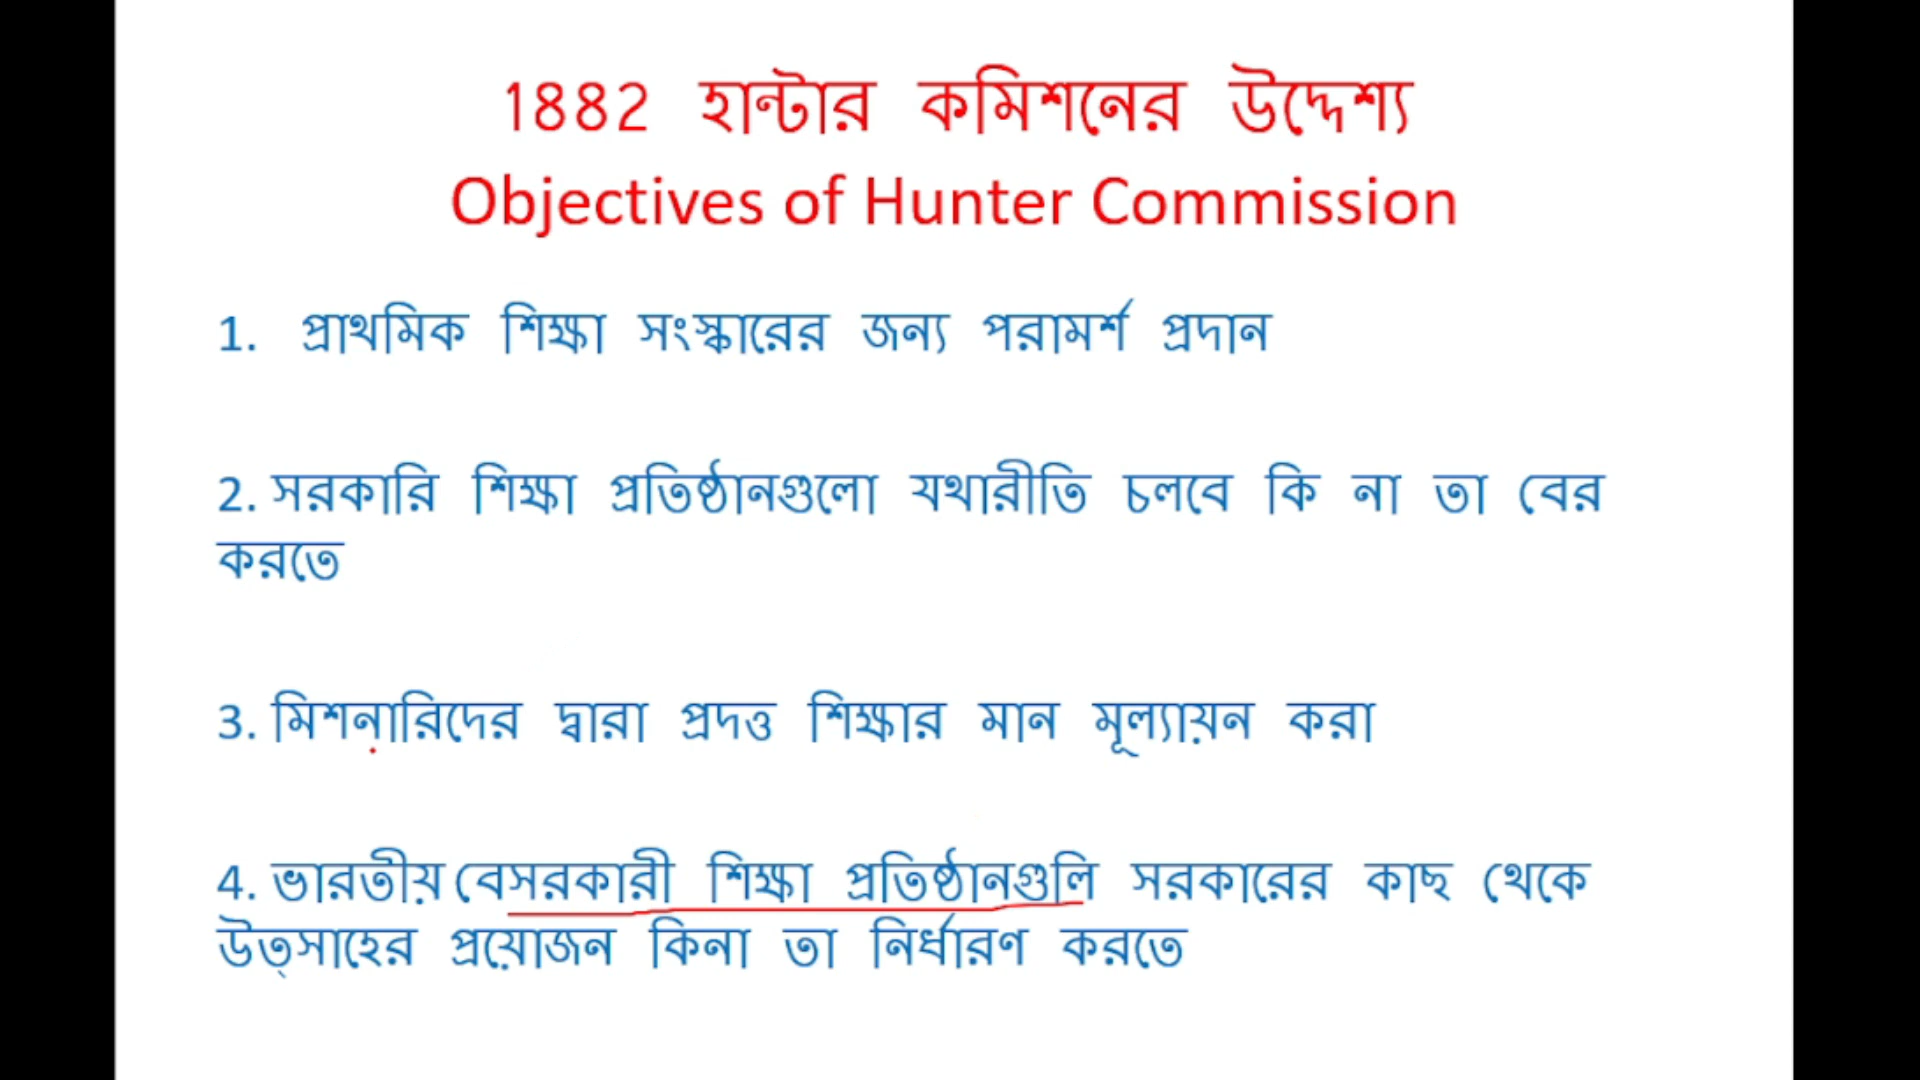 1882 হান্টার কমিশনের উদ্দেশ্য
Objectives of Hunter Commission
1. প্রাথমিক শিক্ষা সংস্কারের জন্য পরামর্শ প্রদান
2. সরকারি শিক্ষা প্রতিষ্ঠানগুলো যথারীতি চলবে কি না তা বের
করতে
3. মিশনারিদের দ্বারা প্রদত্ত শিক্ষার মান মূল্যায়ন করা
4. ভারতীয় বেসরকারী শিক্ষা প্রতিষ্ঠানগুলি সরকারের কাছ থেকে
উত্সাহের প্রয়োজন কিনা তা নির্ধারণ করতে